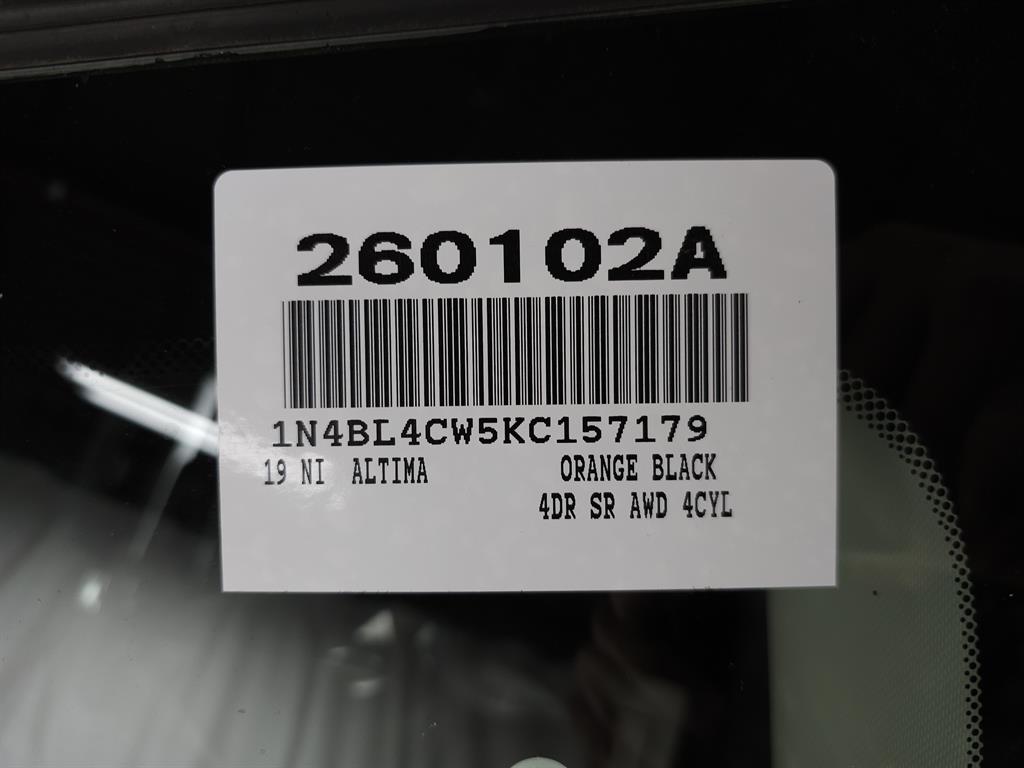 260102A
1N4BL4CW5KC157179
19 NI ALTIMA ORANGE BLACK
4DR SR AWD 4CYL